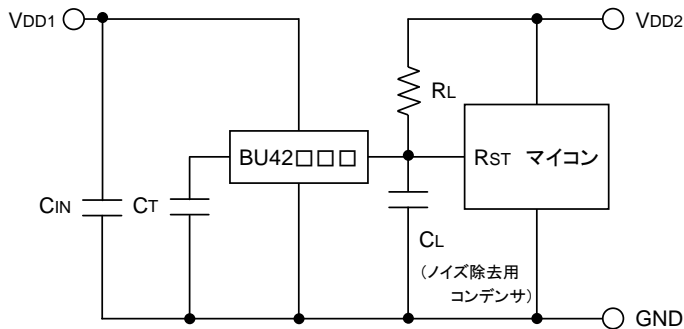 VDD1
VDD2
RL
BU42□□□
RST マイコン
CIN
CT
CL
（ノイズ除去用
コンデンサ）
GND